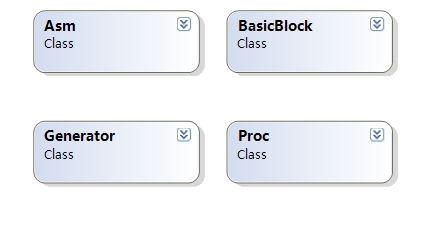 Asm
Class
BasicBlock
Class
Generator
Class
Proc
Class